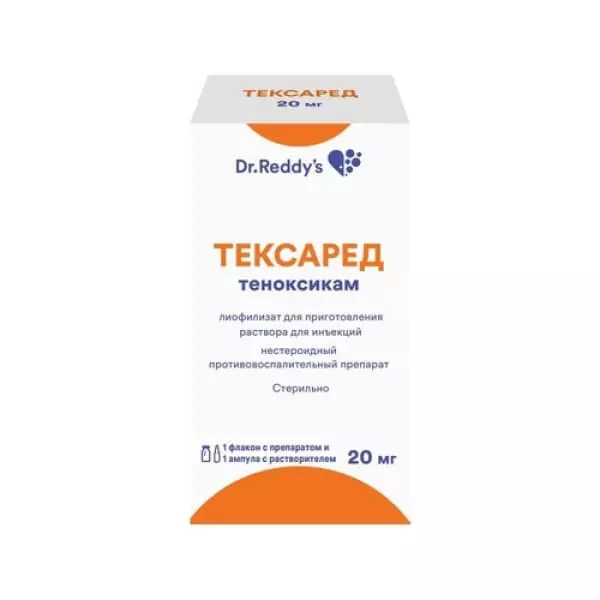 ТЕКСАРЕД
20 мг
Dr.Reddy's
ТЕКСАРЕД
теноксикам
лиофилизат для приготовления
раствора для инъекций
нестероидный
противовоспалительный препарат
Стерильно
1 флакон с препаратом и
1 ампула с растворителем
20 мг